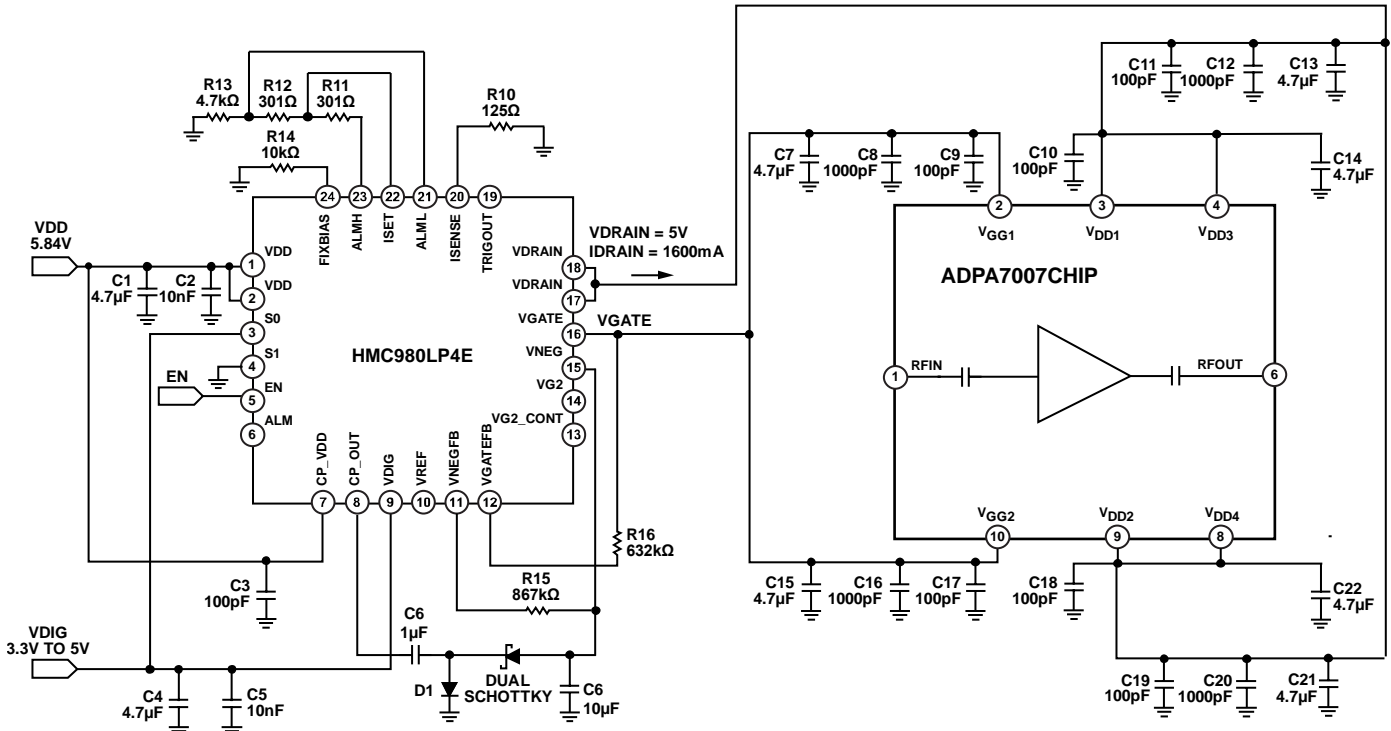 R13
4.7kΩ
R12
301Ω
R11
301Ω
R10
125Ω
R14
10kΩ
C11
100pF
C12
1000pF
C13
4.7µF
C7
4.7µF
C8
1000pF
C9
100pF
C10
100pF
C14
4.7µF
24
23
22
21
20
19
FIXBIAS
ALMH
ISET
ALML
ISENSE
TRIGOUT
2
3
4
VGG1
VDD1
VDD3
VDD
5.84V
C1
4.7µF
C2
10nF
1
VDD
2
VDD
3
S0
4
S1
EN
5
EN
6
ALM
HMC980LP4E
VDRAIN
18
VDRAIN
17
VGATE
16
VNEG
15
VG2
14
VG2_CONT
13
VDRAIN = 5V
IDRAIN = 1600mA
VGATE
ADPA7007CHIP
1
RFIN
RFOUT
6
CP_VDD
CP_OUT
VDIG
VREF
VNEGFB
VGATEFB
7
8
9
10
11
12
VGG2
VDD2
VDD4
10
9
8
R16
632kΩ
R15
867kΩ
C3
100pF
C6
1µF
C15
4.7µF
C16
1000pF
C17
100pF
C18
100pF
C22
4.7µF
VDIG
3.3V TO 5V
C4
4.7µF
C5
10nF
D1
DUAL
SCHOTTKY
C6
10µF
C19
100pF
C20
1000pF
C21
4.7µF